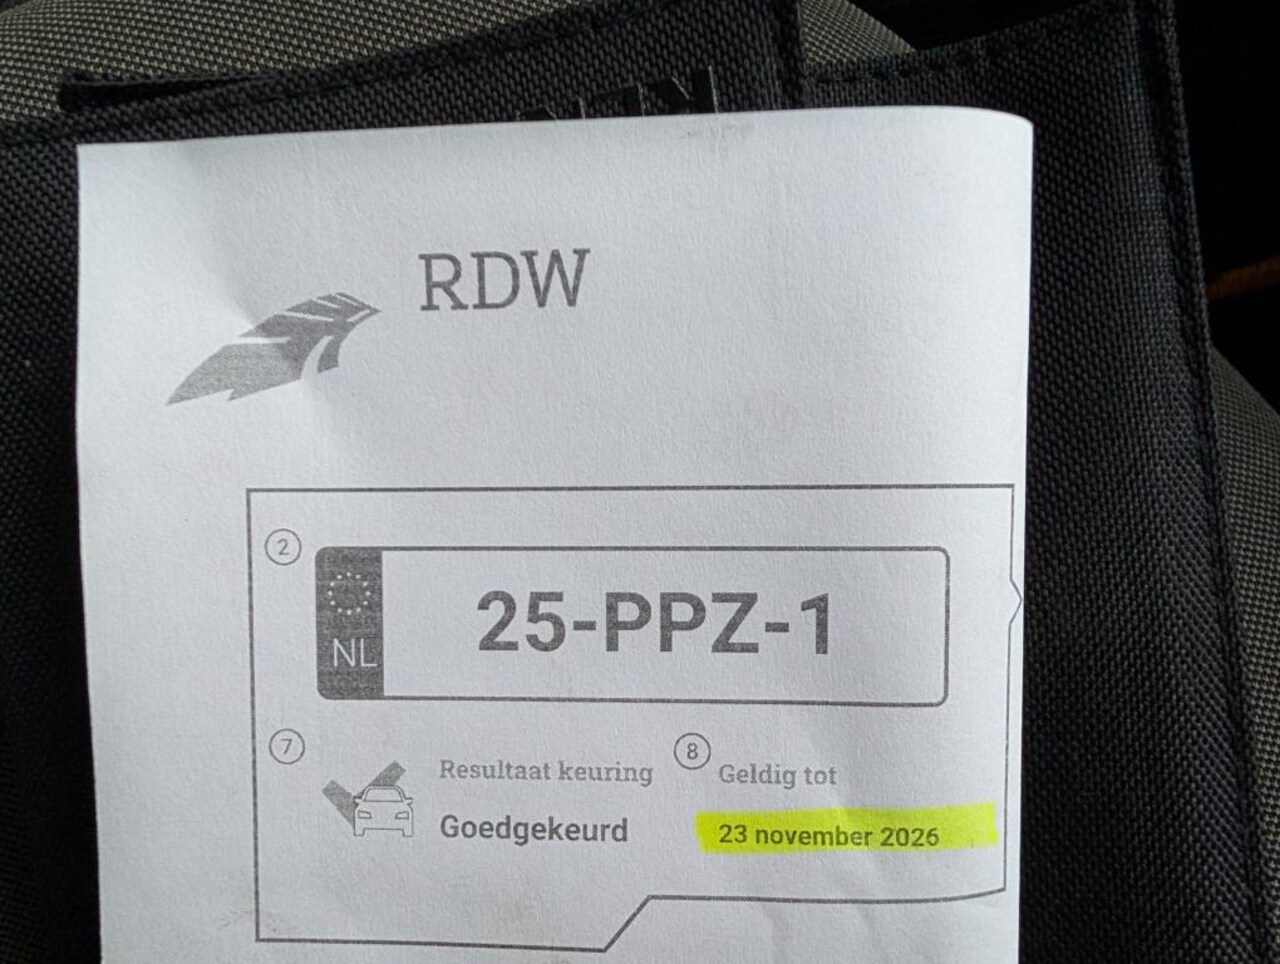 RDW
2
NL
25-PPZ-1
7
Resultaat keuring
Goedgekeurd
8
Geldig tot
23 november 2026